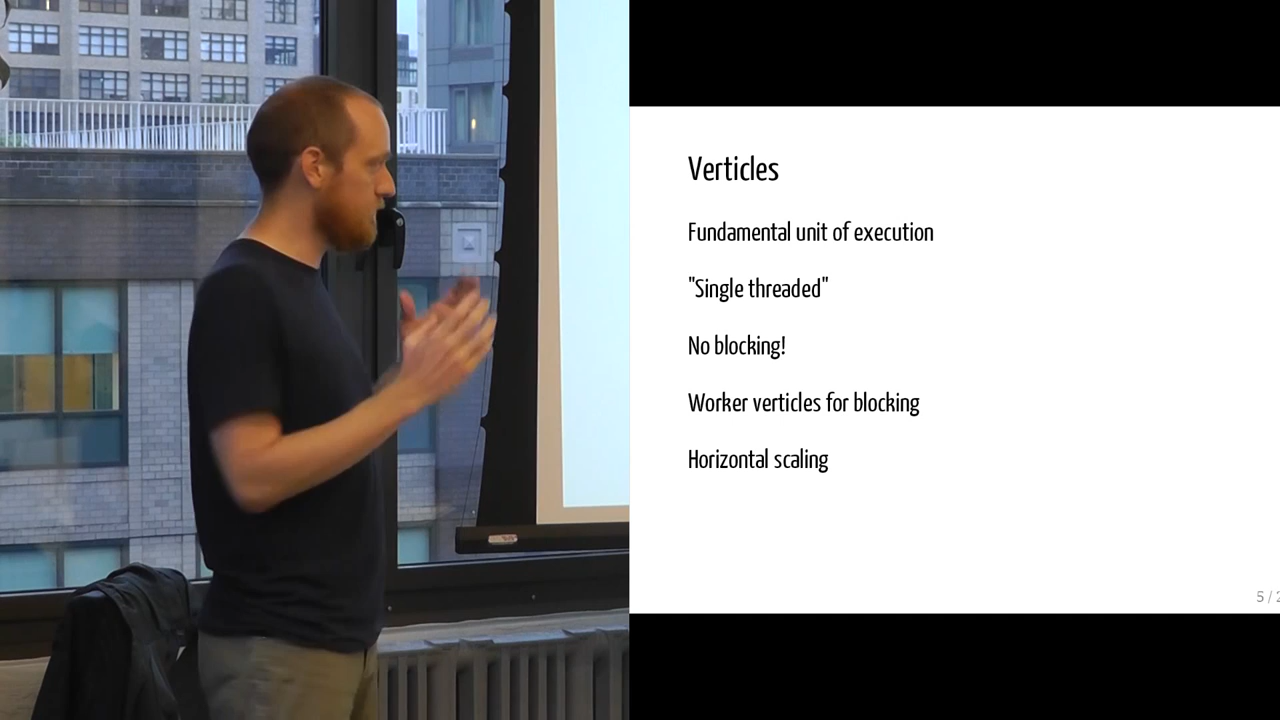 Verticles
Fundamental unit of execution
"Single threaded"
No blocking!
Worker verticles for blocking
Horizontal scaling
5 / 2